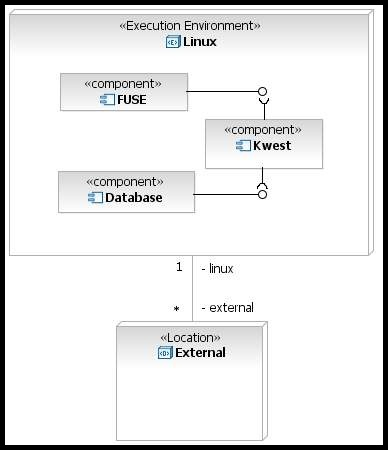 «Execution Environment»
Linux
«component»
FUSE
«component»
Kwest
«component»
Database
1
- linux
*
- external
«Location»
External